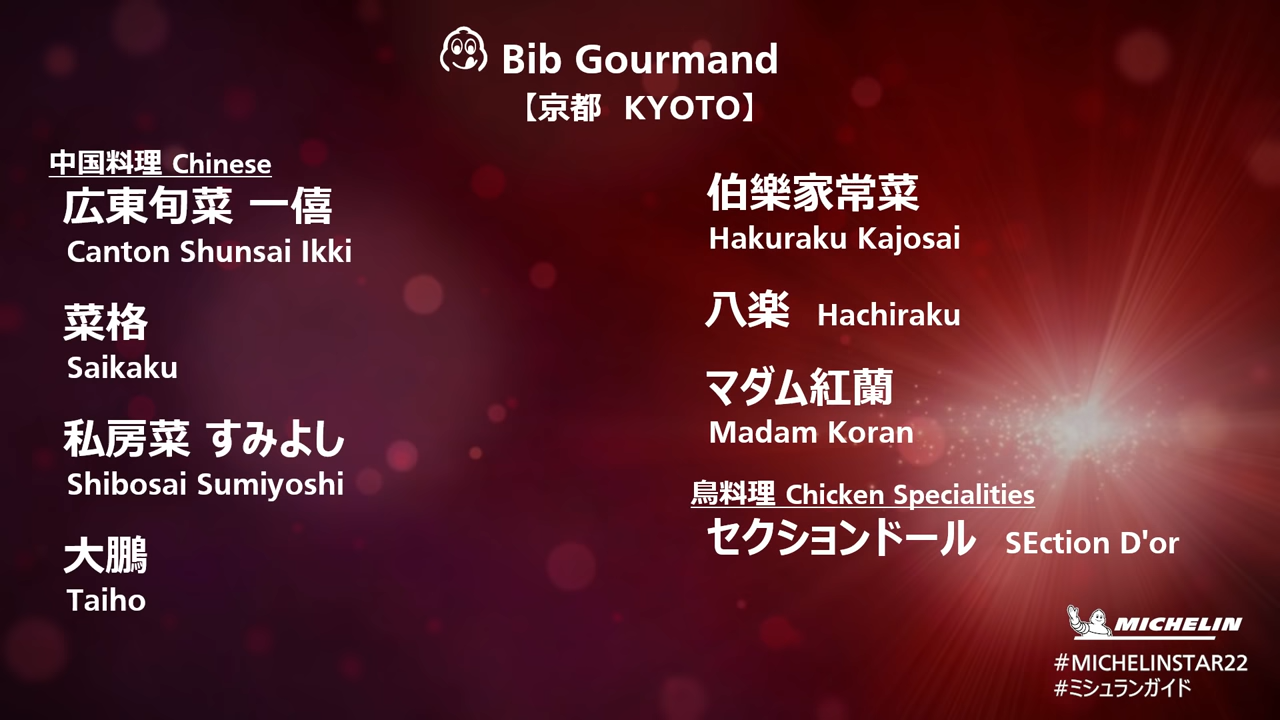 Bib Gourmand
【京都 KYOTO】
中国料理 Chinese
広東旬菜 一僖
Canton Shunsai Ikki
菜格
Saikaku
私房菜 すみよし
Shibosai Sumiyoshi
大鵬
Taiho
伯樂家常菜
Hakuraku Kajosai
八楽 Hachiraku
マダム紅蘭
Madam Koran
鳥料理 Chicken Specialities
セクションドール SEction D'or
MICHELIN
#MICHELINSTAR22
#ミシュランガイド